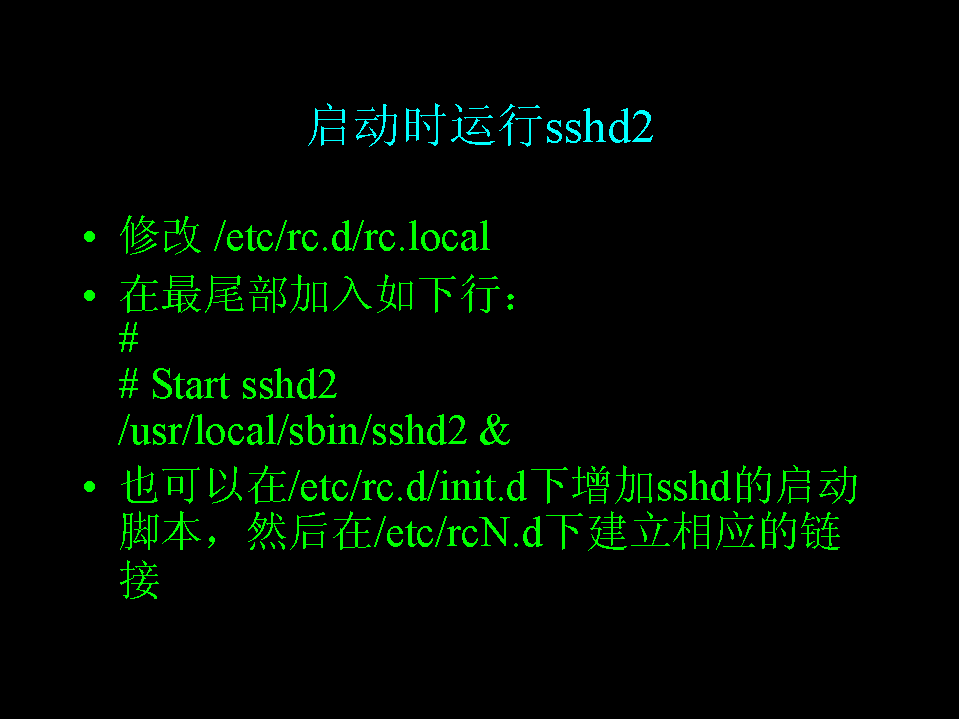 启动时运行sshd2
• 修改 /etc/rc.d/rc.local
• 在最尾部加入如下行：
#
# Start sshd2
/usr/local/sbin/sshd2 &
• 也可以在/etc/rc.d/init.d下增加sshd的启动
脚本，然后在/etc/rcN.d下建立相应的链
接